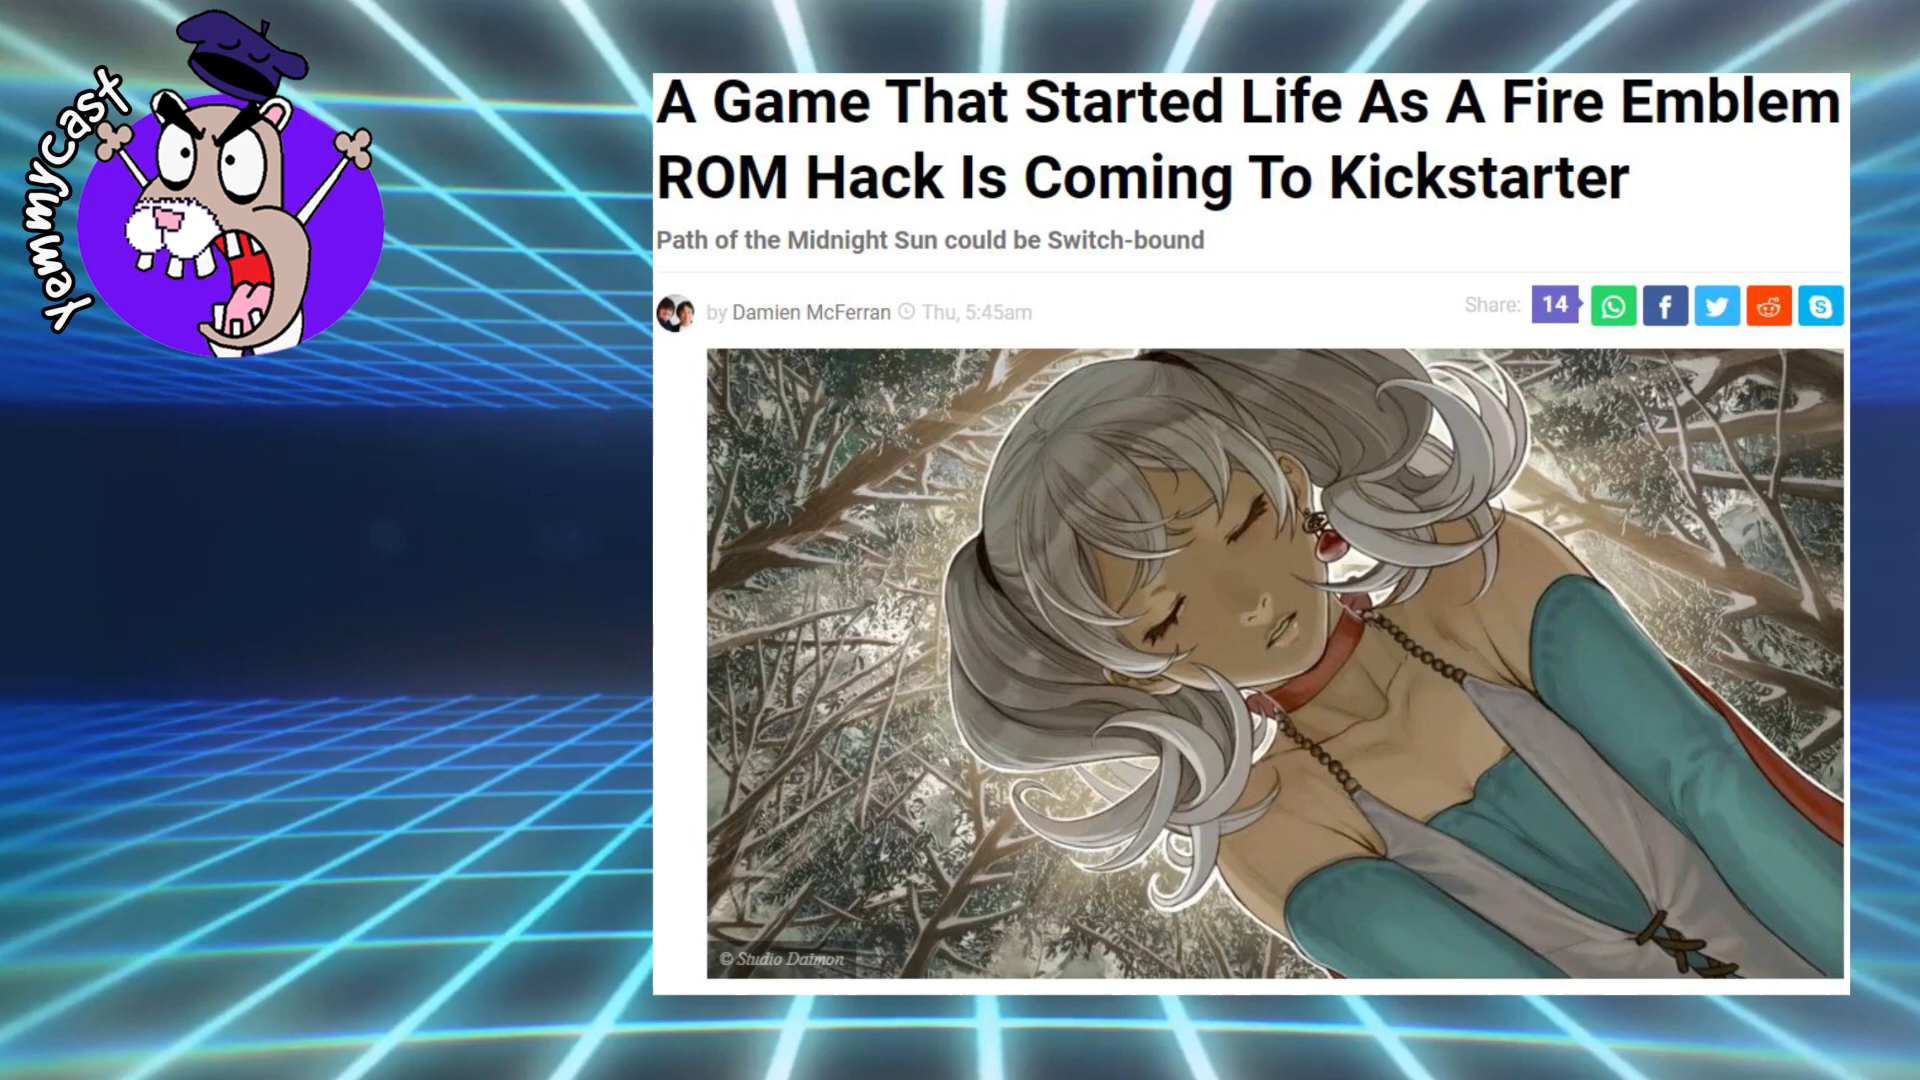 Yammycast
A Game That Started Life As A Fire Emblem
ROM Hack Is Coming To Kickstarter
Path of the Midnight Sun could be Switch-bound
by Damien McFerran Thu, 5:45am
Share: 14
© Studio Daimon